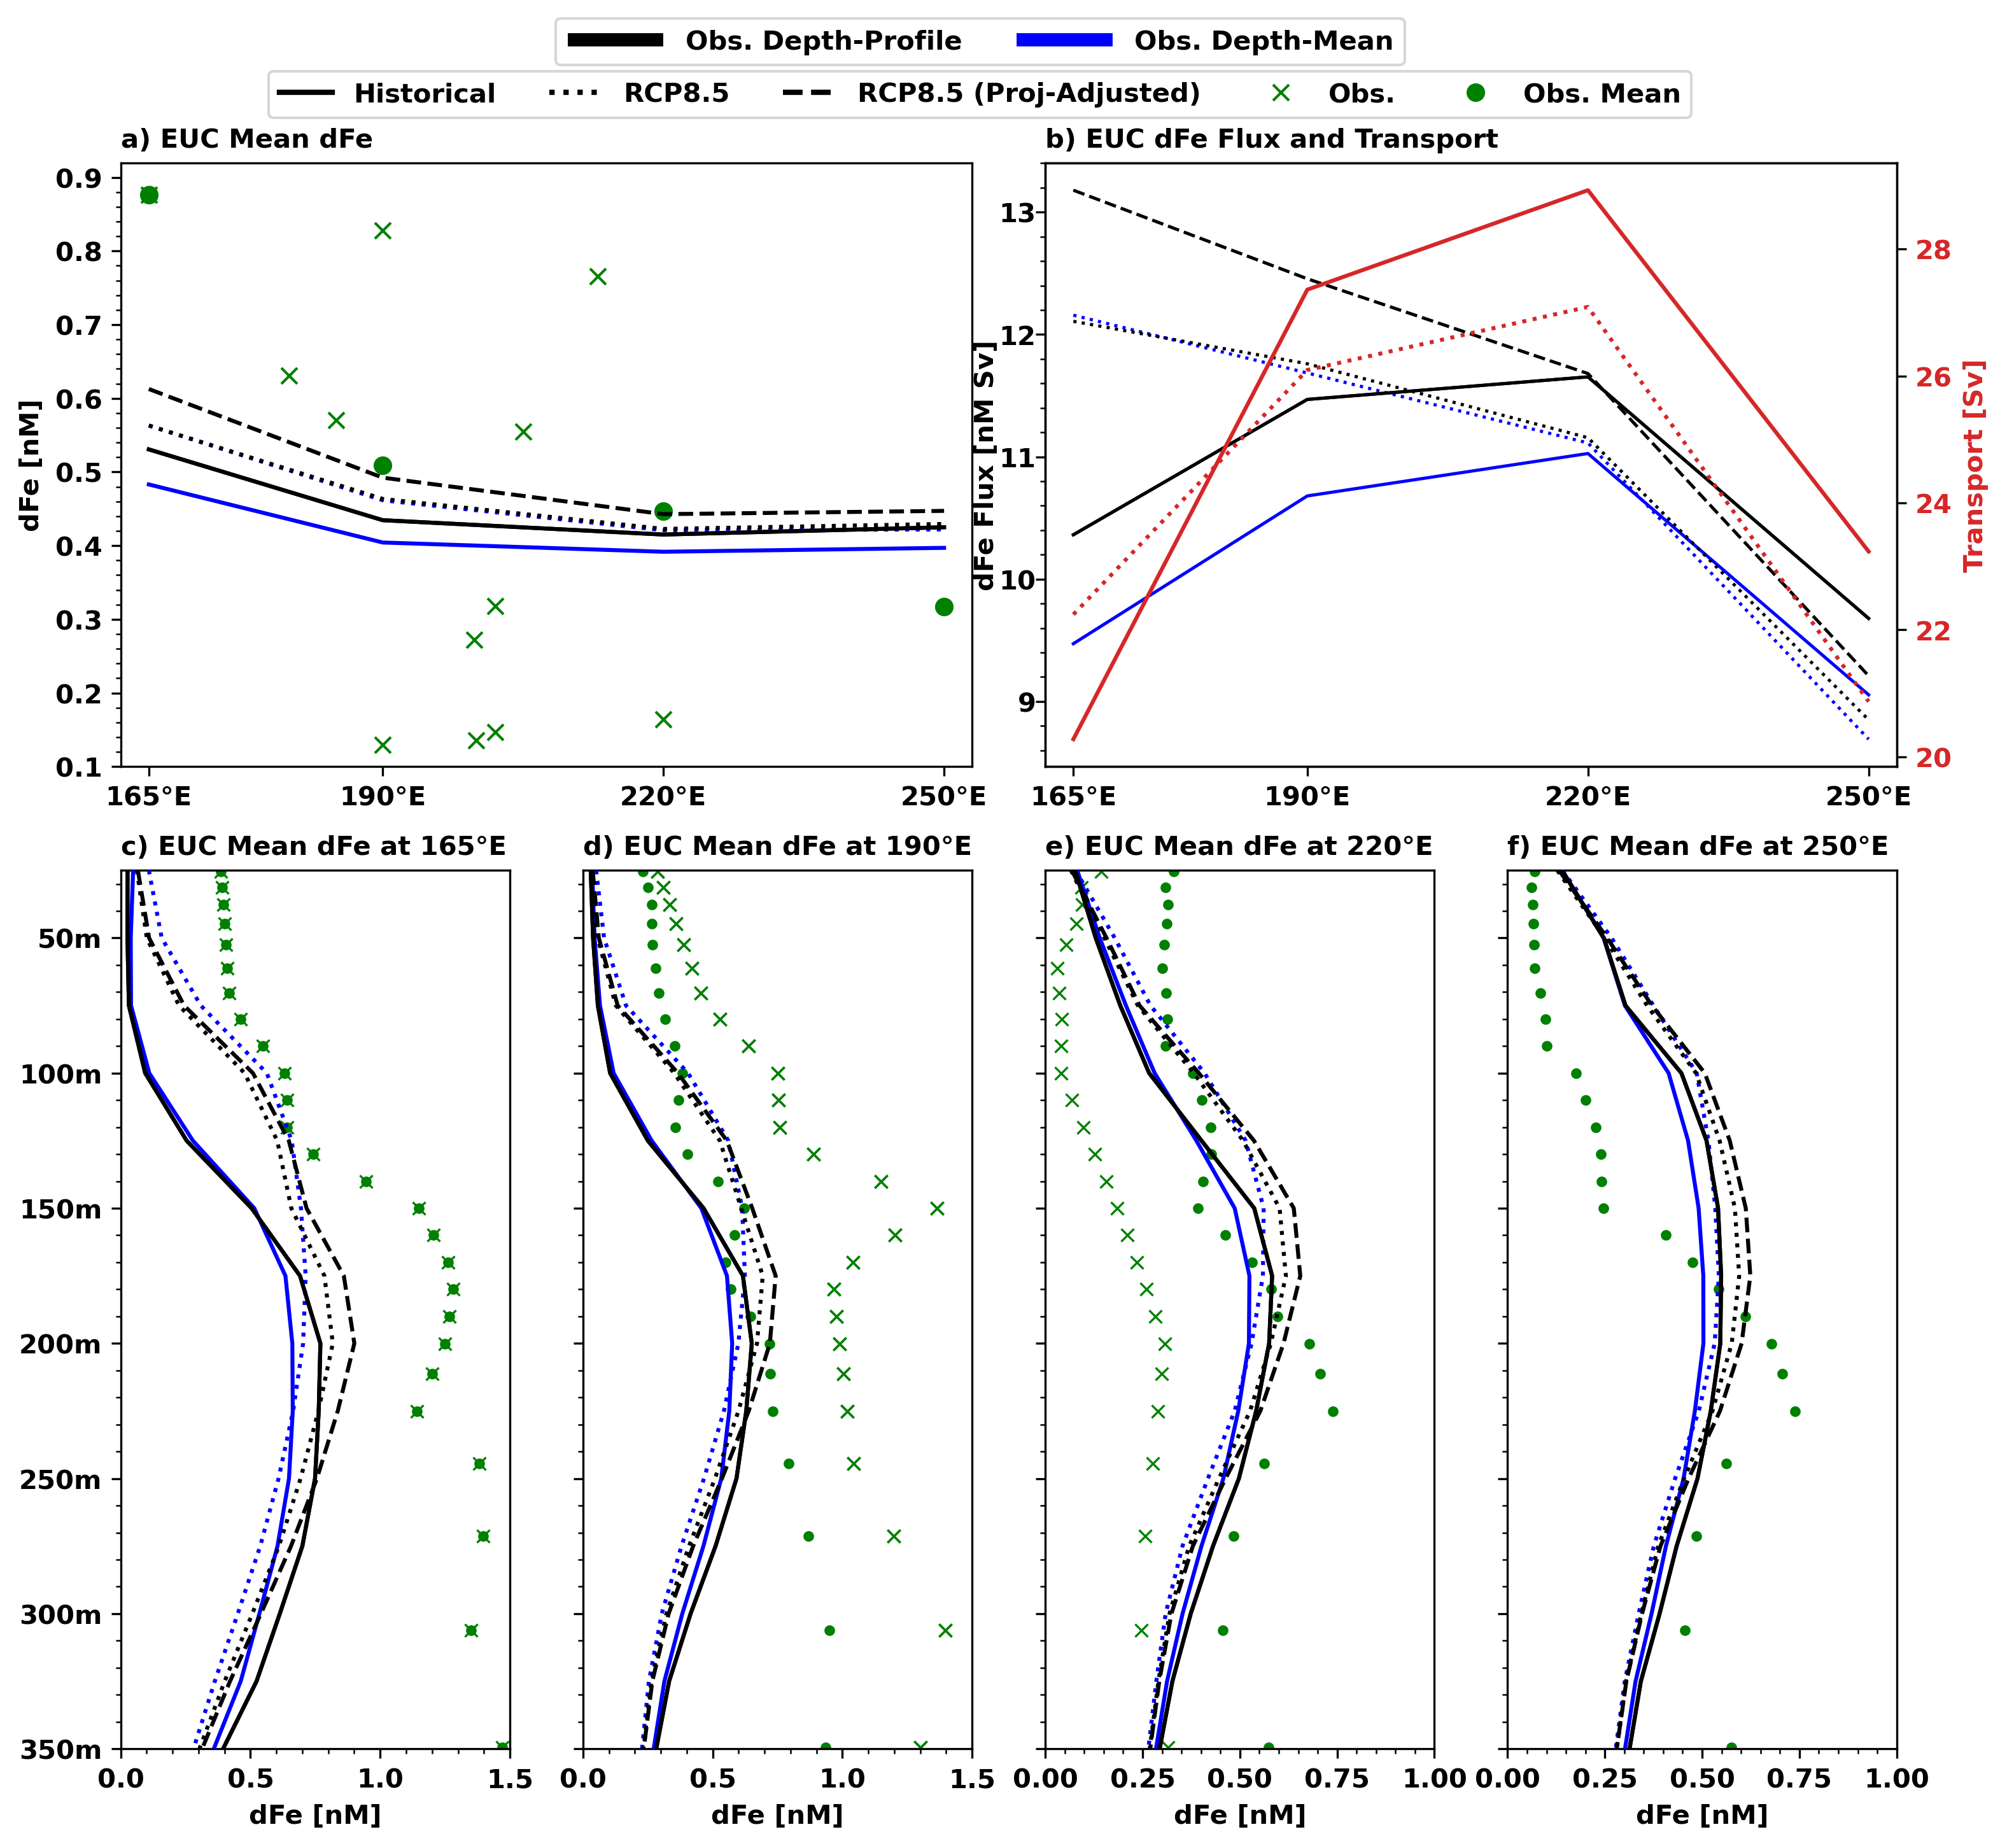 Obs. Depth-Profile Obs. Depth-Mean
Historical RCP8.5 RCP8.5 (Proj-Adjusted) Obs. Obs. Mean
a) EUC Mean dFe
b) EUC dFe Flux and Transport
0.9
0.8
0.7
0.6
0.5
0.4
0.3
0.2
0.1
dFe [nM]
165°E 190°E 220°E 250°E
13
12
11
10
9
dFe Flux [nM Sv]
28
26
24
22
20
Transport [Sv]
165°E 190°E 220°E 250°E
c) EUC Mean dFe at 165°E
d) EUC Mean dFe at 190°E
e) EUC Mean dFe at 220°E
f) EUC Mean dFe at 250°E
50m
100m
150m
200m
250m
300m
350m
0.0 0.5 1.0 1.5
dFe [nM]
0.0 0.5 1.0 1.5
dFe [nM]
0.00 0.25 0.50 0.75 1.00
dFe [nM]
0.00 0.25 0.50 0.75 1.00
dFe [nM]